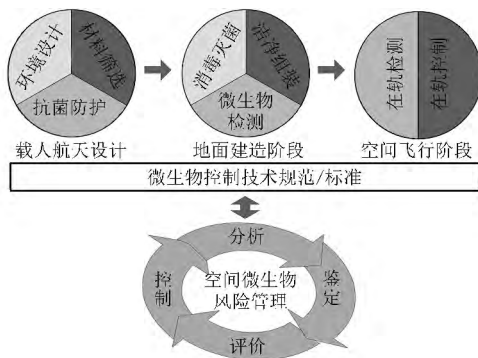 环境设计
材料筛选
抗菌防护
消毒灭菌
洁净组装
微生物
检测
在轨检测
在轨控制
载人航天设计
地面建造阶段
空间飞行阶段
微生物控制技术规范/标准
分析
控制
空间微生物
风险管理
鉴定
评价